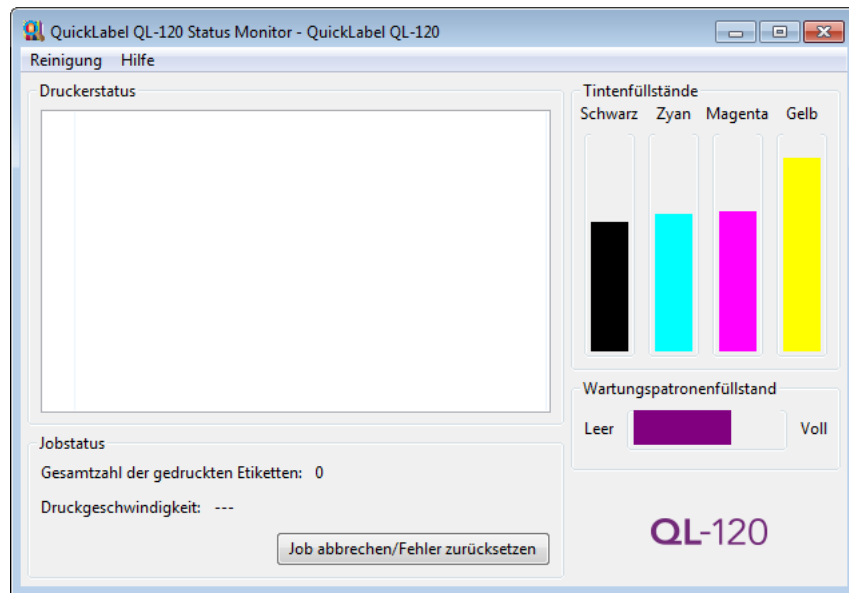 QuickLabel QL-120 Status Monitor - QuickLabel QL-120
Reinigung Hilfe
Druckerstatus
Tintenfüllstände
Schwarz Zyan Magenta Gelb
Wartungspatronenfüllstand
Leer Voll
Jobstatus
Gesamtzahl der gedruckten Etiketten: 0
Druckgeschwindigkeit: ---
Job abbrechen/Fehler zurücksetzen
QL-120